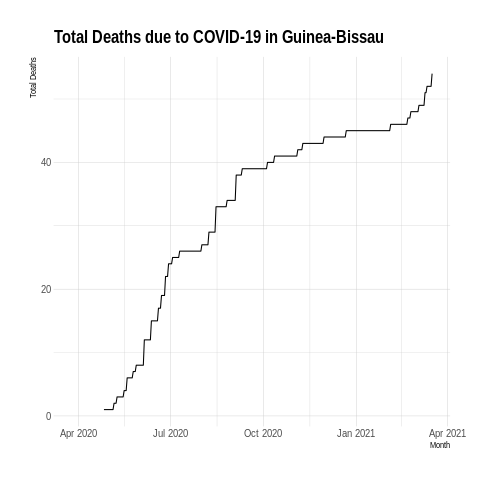 Total Deaths due to COVID-19 in Guinea-Bissau
Total Deaths
40
20
0
Apr 2020 Jul 2020 Oct 2020 Jan 2021 Apr 2021
Month